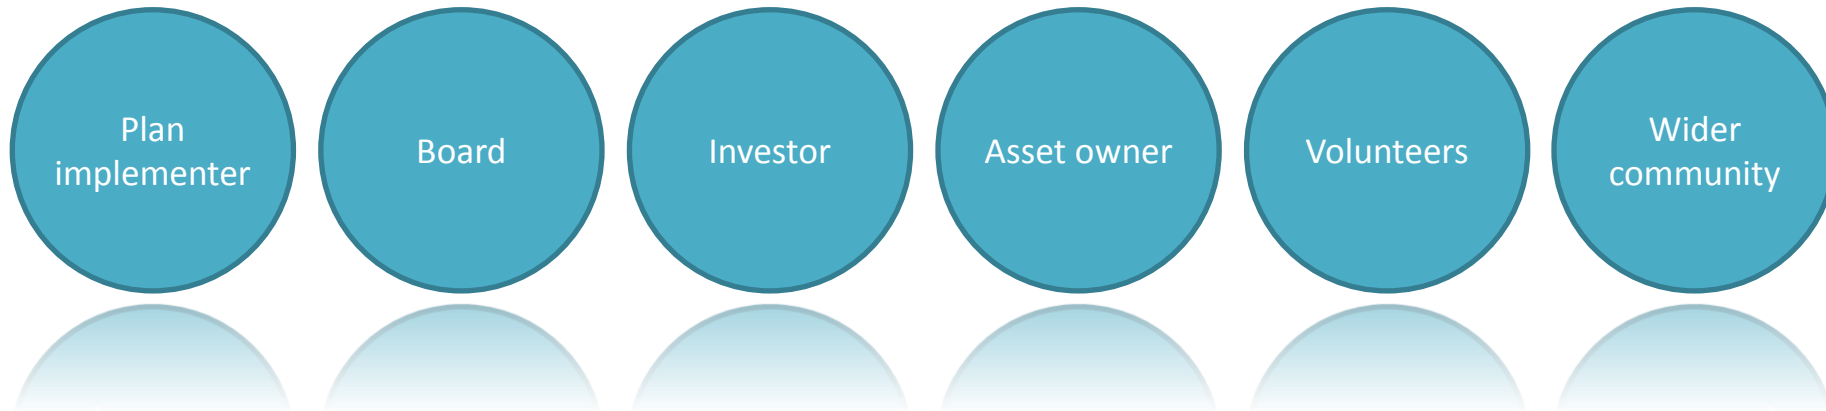 Plan
implementer
Board
Investor
Asset owner
Volunteers
Wider
community